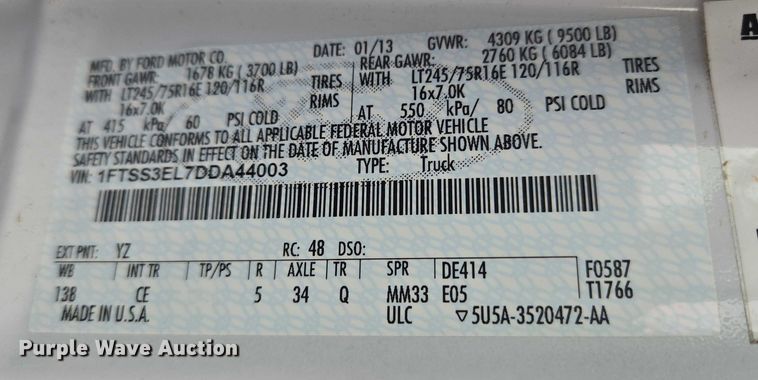 MFD. BY FORD MOTOR CO. DATE: 01/13 GVWR: 4309 KG (9500 LB)
FRONT GAWR: 1678 KG (3700 LB) REAR GAWR: 2760 KG (6084 LB)
WITH LT245/75R16E 120/116R TIRES WITH LT245/75R16E 120/116R TIRES
16x7.0K RIMS 16x7.0K RIMS
AT 415 kPa/ 60 PSI COLD AT 550 kPa/ 80 PSI COLD
THIS VEHICLE CONFORMS TO ALL APPLICABLE FEDERAL MOTOR VEHICLE
SAFETY STANDARDS IN EFFECT ON THE DATE OF MANUFACTURE SHOWN ABOVE.
VIN: 1FTSS3EL7DDA44003 TYPE: Truck
EXT PNT: YZ RC: 48 DSO:
WB INT TR TP/PS R AXLE TR SPR DE414 F0587
138 CE 5 34 Q MM33 E05 T1766
MADE IN U.S.A. ULC ▽5U5A-3520472-AA
Purple Wave Auction